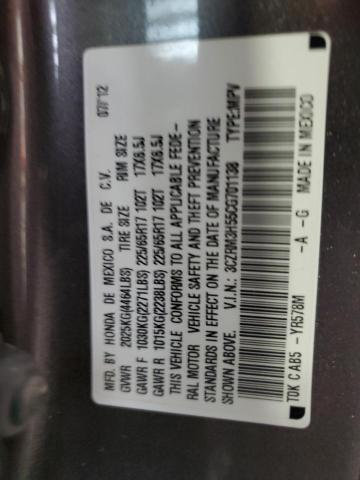 MFD. BY HONDA DE MEXICO S.A. DE C.V. 07/12
GVWR 2025KG(4464LBS) TIRE SIZE RIM SIZE
GAWR F 1030KG(2271LBS) 225/65R17 102T 17X6.5J
GAWR R 1015KG(2238LBS) 225/65R17 102T 17X6.5J
THIS VEHICLE CONFORMS TO ALL APPLICABLE FEDE-
RAL MOTOR VEHICLE SAFETY AND THEFT PREVENTION
STANDARDS IN EFFECT ON THE DATE OF MANUFACTURE
SHOWN ABOVE. V.I.N.: 3CZRM3H55CG701138 TYPE:MPV
T0K CAB5 -YR578M -A -G MADE IN MEXICO